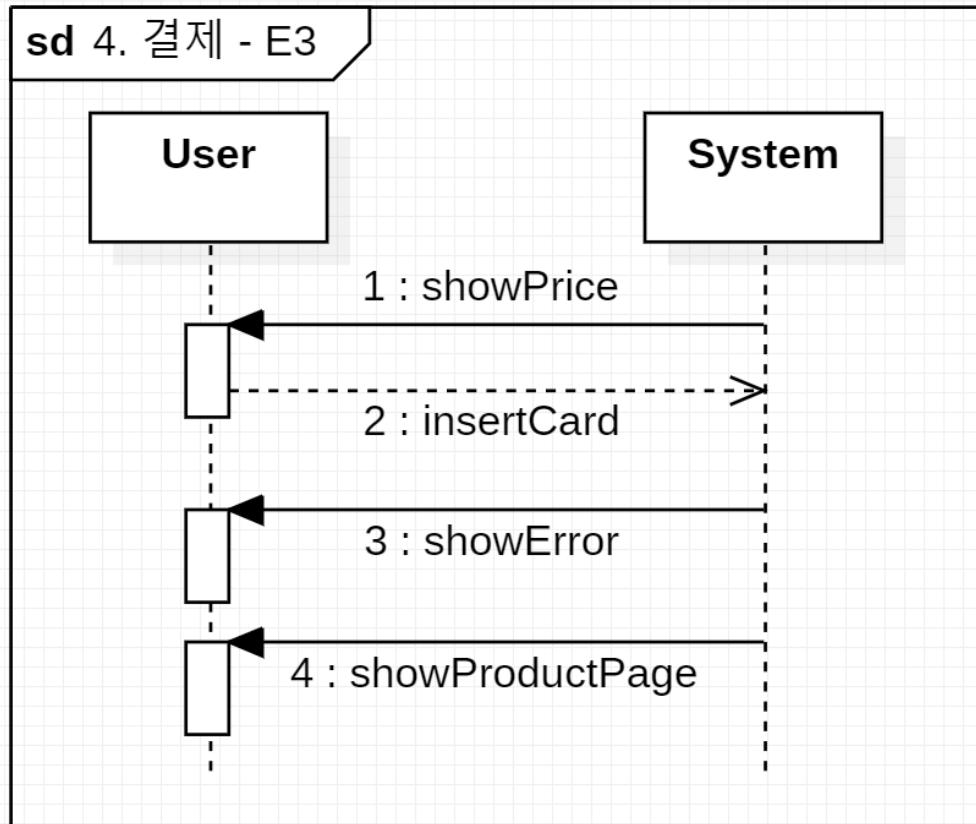 sd 4. 결제 - E3
User
System
1 : showPrice
2 : insertCard
3 : showError
4 : showProductPage